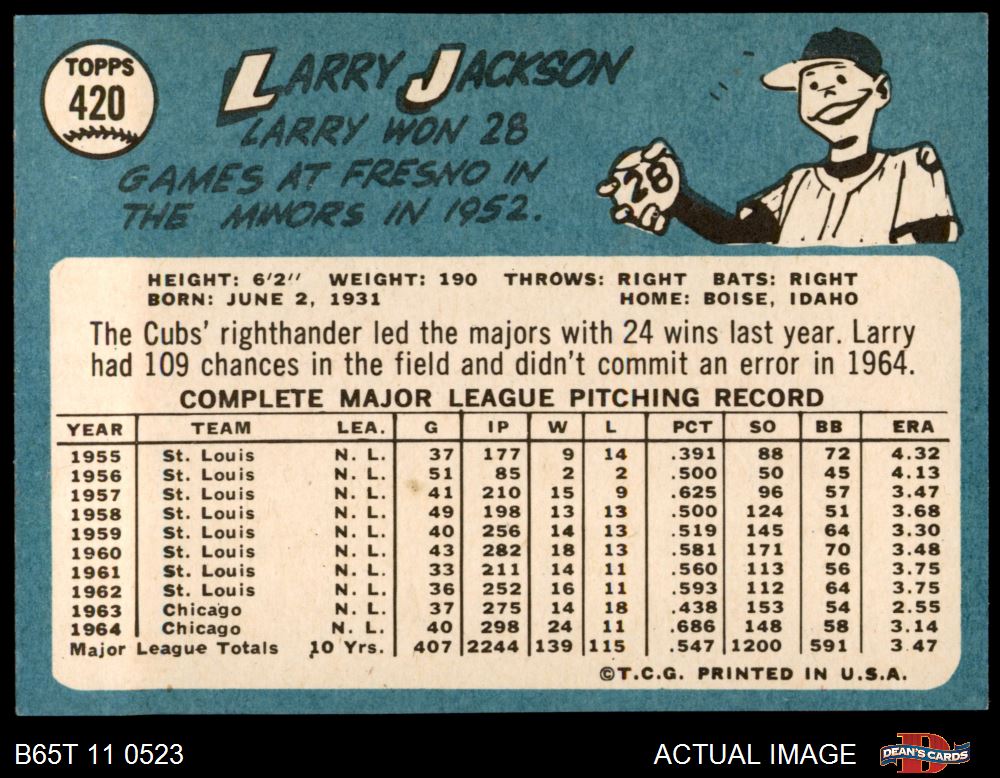 TOPPS
420
LARRY JACKSON
LARRY WON 28
GAMES AT FRESNO IN
THE MINORS IN 1952.
28
HEIGHT: 6'2" WEIGHT: 190 THROWS: RIGHT BATS: RIGHT
BORN: JUNE 2, 1931 HOME: BOISE, IDAHO
The Cubs' righthander led the majors with 24 wins last year. Larry
had 109 chances in the field and didn't commit an error in 1964.
COMPLETE MAJOR LEAGUE PITCHING RECORD
YEAR TEAM LEA. G IP W L PCT SO BB ERA
1955 St. Louis N. L. 37 177 9 14 .391 88 72 4.32
1956 St. Louis N. L. 51 85 2 2 .500 50 45 4.13
1957 St. Louis N. L. 41 210 15 9 .625 96 57 3.47
1958 St. Louis N. L. 49 198 13 13 .500 124 51 3.68
1959 St. Louis N. L. 40 256 14 13 .519 145 64 3.30
1960 St. Louis N. L. 43 282 18 13 .581 171 70 3.48
1961 St. Louis N. L. 33 211 14 11 .560 113 56 3.75
1962 St. Louis N. L. 36 252 16 11 .593 112 64 3.75
1963 Chicago N. L. 37 275 14 18 .438 153 54 2.55
1964 Chicago N. L. 40 298 24 11 .686 148 58 3.14
Major League Totals 10 Yrs. 407 2244 139 115 .547 1200 591 3.47
©T.C.G. PRINTED IN U.S.A.
B65T 11 0523 ACTUAL IMAGE
DEAN'S CARDS